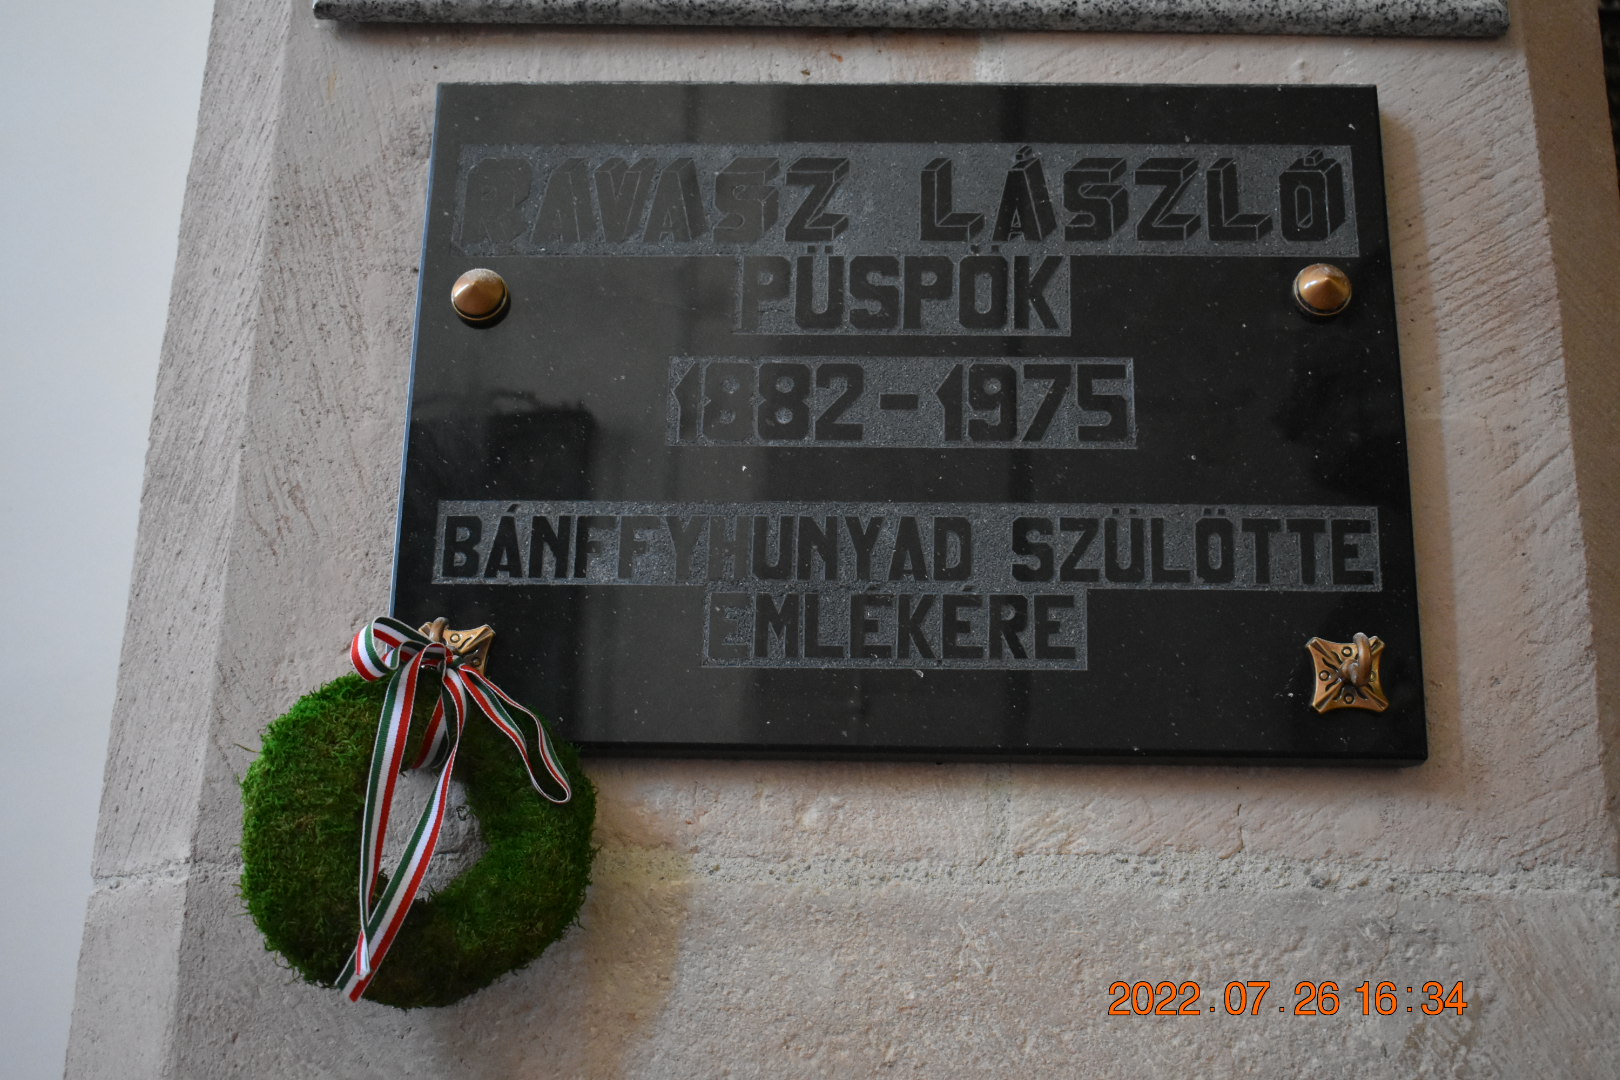 RAVASZ LÁSZLÓ
PÜSPÖK
1882-1975
BÁNFFYHUNYAD SZÜLÖTTE
EMLÉKÉRE
2022.07.26 16:34